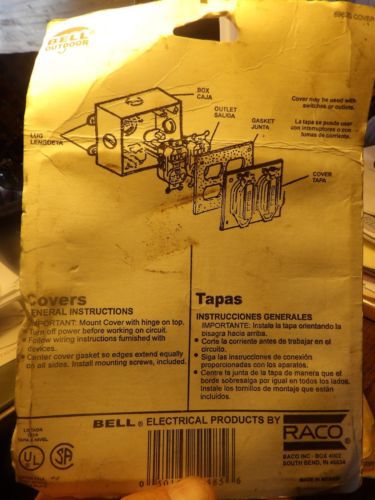 BELL
OUTDOOR
COVER
BOX
CAJA
OUTLET
SALIDA
GASKET
JUNTA
Cover may be used with
switches or outlets.
La tapa se puede usar
con interruptores o con
tomas de corriente.
LUG
LENGUETA
COVER
TAPA
Covers
GENERAL INSTRUCTIONS
IMPORTANT: Mount Cover with hinge on top.
• Turn off power before working on circuit.
• Follow wiring instructions furnished with
devices.
• Center cover gasket so edges extend equally
on all sides. Install mounting screws, included.
Tapas
INSTRUCCIONES GENERALES
IMPORTANTE: Instale la tapa orientando la
bisagra hacia arriba.
• Corte la corriente antes de trabajar en el
circuito.
• Siga las instrucciones de conexión
proporcionadas con los aparatos.
• Centre la junta de la tapa de manera que el
borde sobresalga por igual en todos los lados.
Instale los tornillos de montaje que están
incluídos.
BELL® ELECTRICAL PRODUCTS BY
RACO®
RACO INC - BOX 4002
SOUTH BEND, IN 46634
MADE IN MEXICO
LISTADA
UL
SA